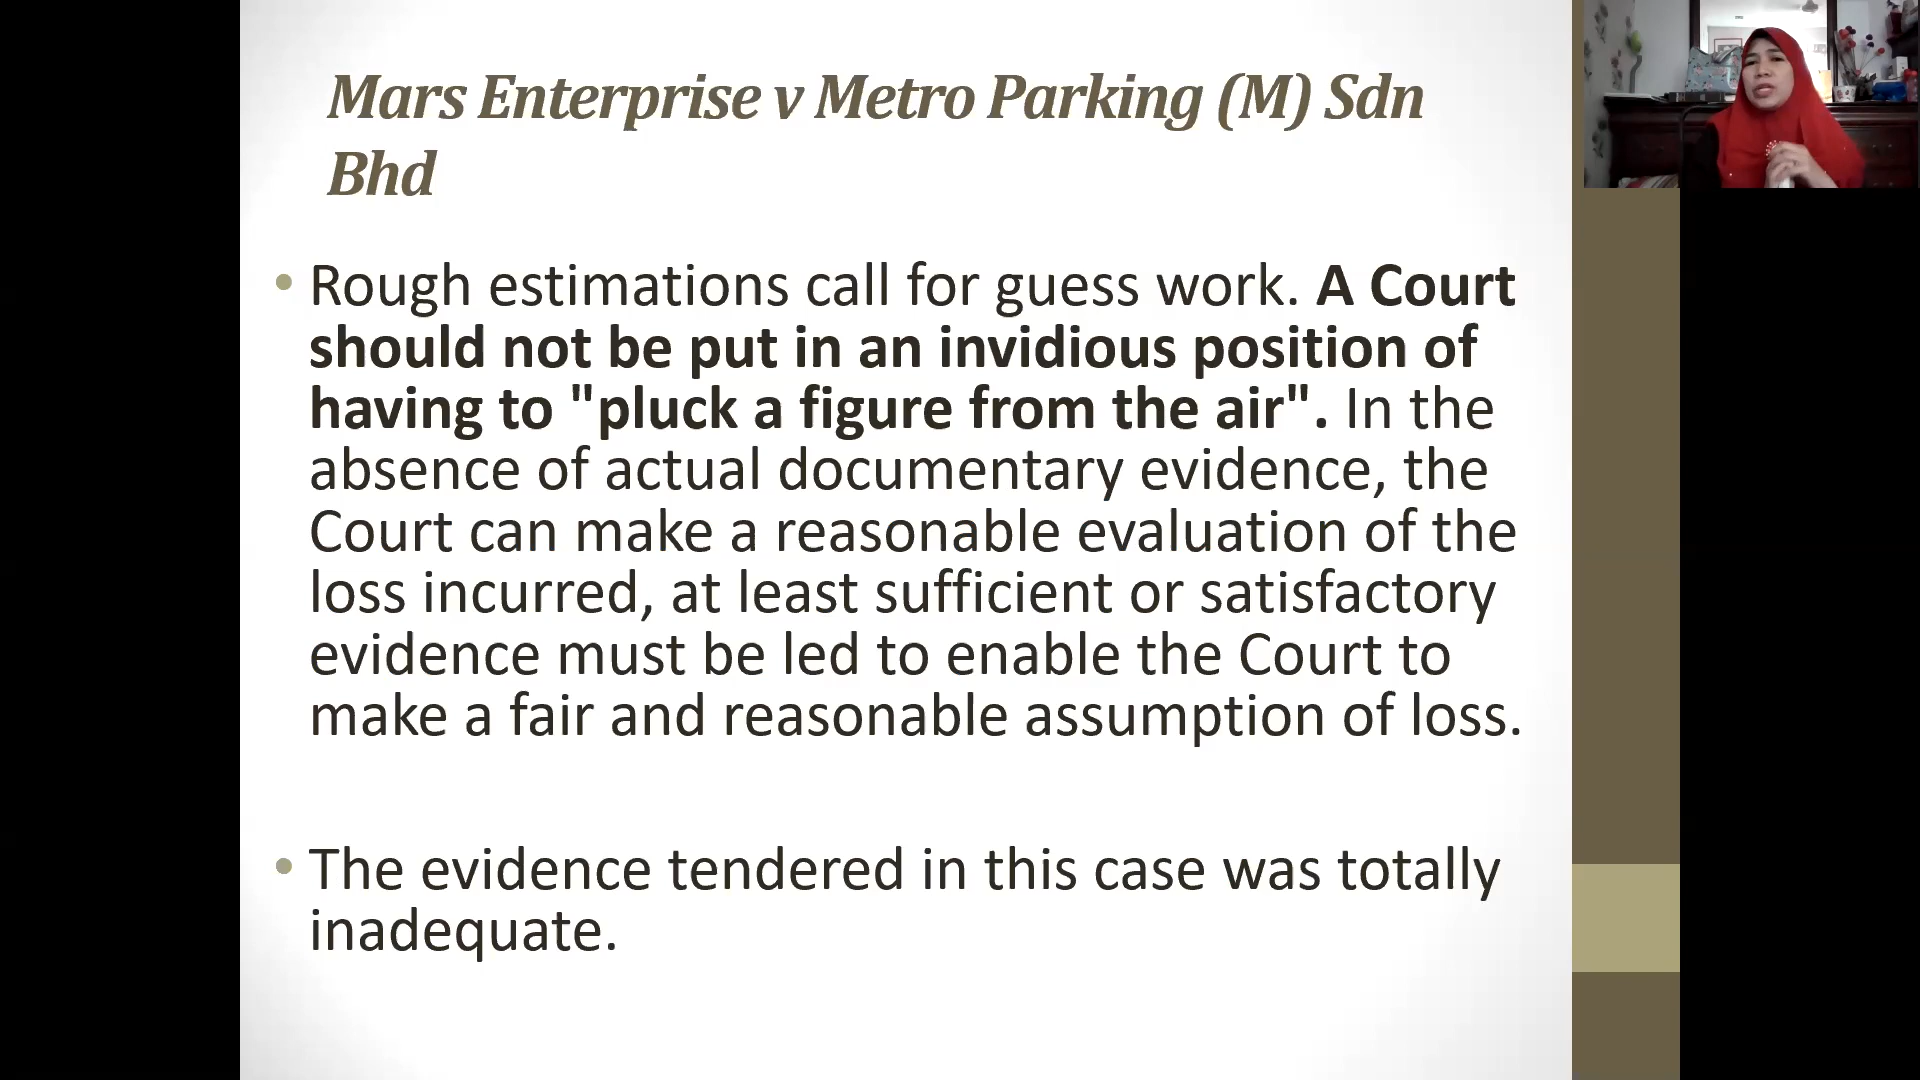 Mars Enterprise v Metro Parking (M) Sdn
Bhd
• Rough estimations call for guess work. A Court
should not be put in an invidious position of
having to "pluck a figure from the air". In the
absence of actual documentary evidence, the
Court can make a reasonable evaluation of the
loss incurred, at least sufficient or satisfactory
evidence must be led to enable the Court to
make a fair and reasonable assumption of loss.
• The evidence tendered in this case was totally
inadequate.